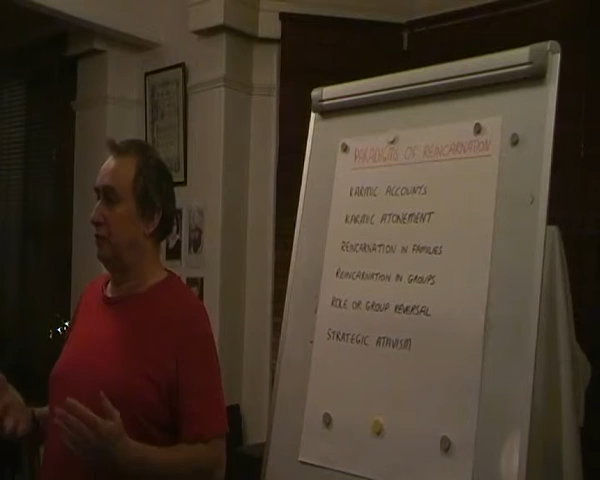 PARADIGMS OF REINCARNATION
KARMIC ACCOUNTS
KARMIC ATONEMENT
REINCARNATION IN FAMILIES
REINCARNATION IN GROUPS
ROLE OR GROUP REVERSAL
STRATEGIC ATAVISM